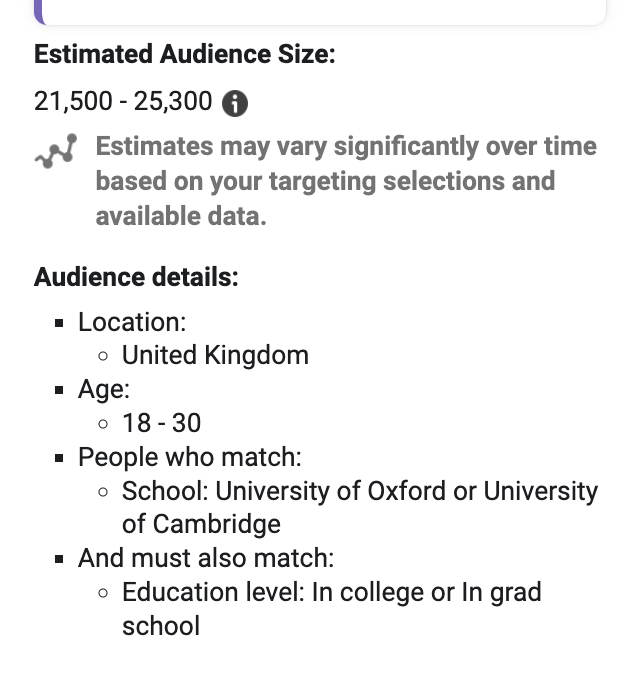 Estimated Audience Size:
21,500 - 25,300
Estimates may vary significantly over time
based on your targeting selections and
available data.
Audience details:
Location:
United Kingdom
Age:
18 - 30
People who match:
School: University of Oxford or University
of Cambridge
And must also match:
Education level: In college or In grad
school